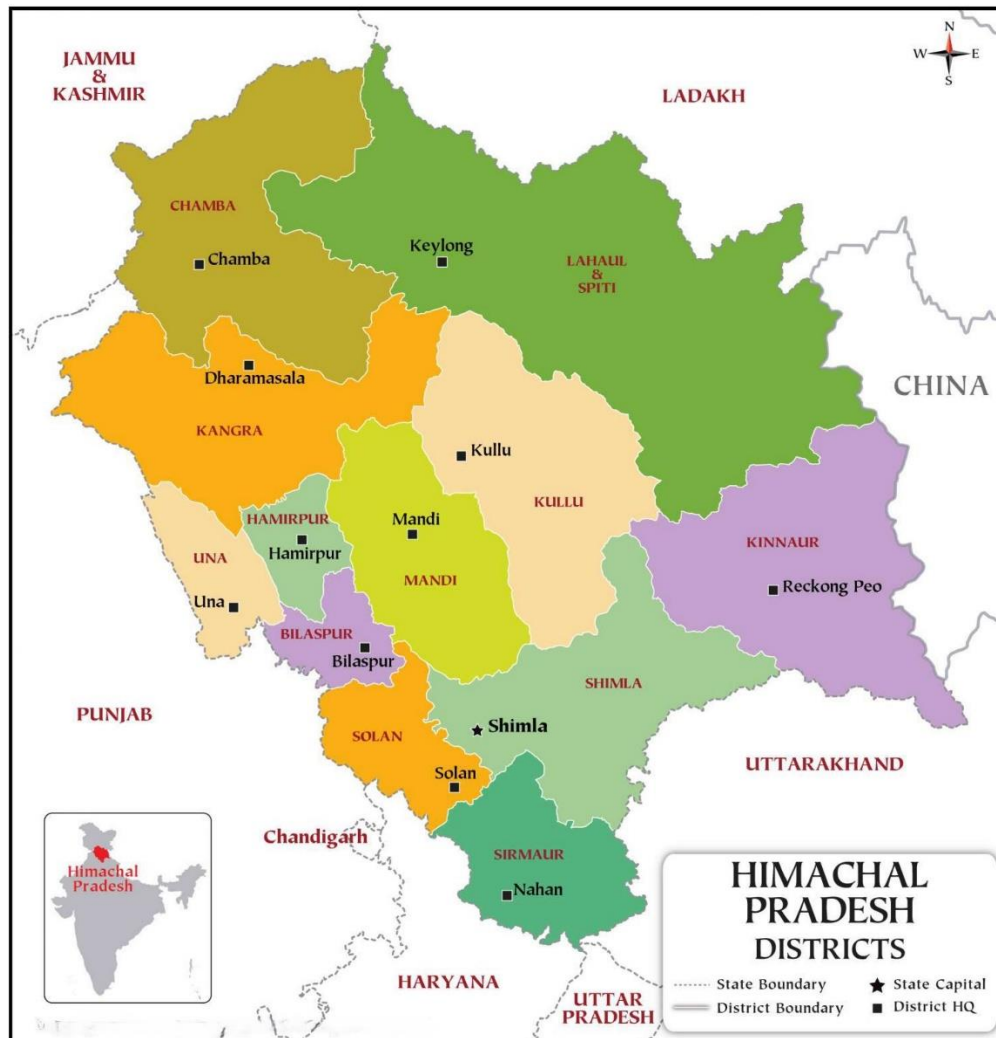 JAMMU
&
KASHMIR
LADAKH
N
W
E
S
CHAMBA
Chamba
Keylong
LAHAUL
&
SPITI
Dharamasala
KANGRA
CHINA
Kullu
KULLU
HAMIRPUR
Hamirpur
Mandi
MANDI
UNA
Una
KINNAUR
Reckong Peo
BILASPUR
Bilaspur
SHIMLA
Shimla
PUNJAB
SOLAN
Solan
UTTARAKHAND
Chandigarh
SIRMAUR
Nahan
Himachal
Pradesh
HARYANA
UTTAR
PRADESH
HIMACHAL
PRADESH
DISTRICTS
State Boundary
State Capital
District Boundary
District HQ